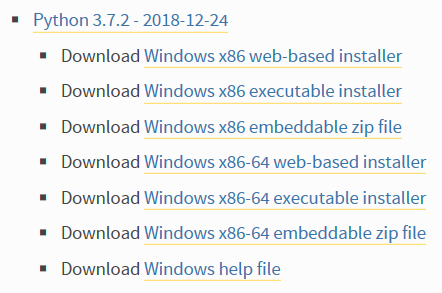 Python 3.7.2 - 2018-12-24
Download Windows x86 web-based installer
Download Windows x86 executable installer
Download Windows x86 embeddable zip file
Download Windows x86-64 web-based installer
Download Windows x86-64 executable installer
Download Windows x86-64 embeddable zip file
Download Windows help file